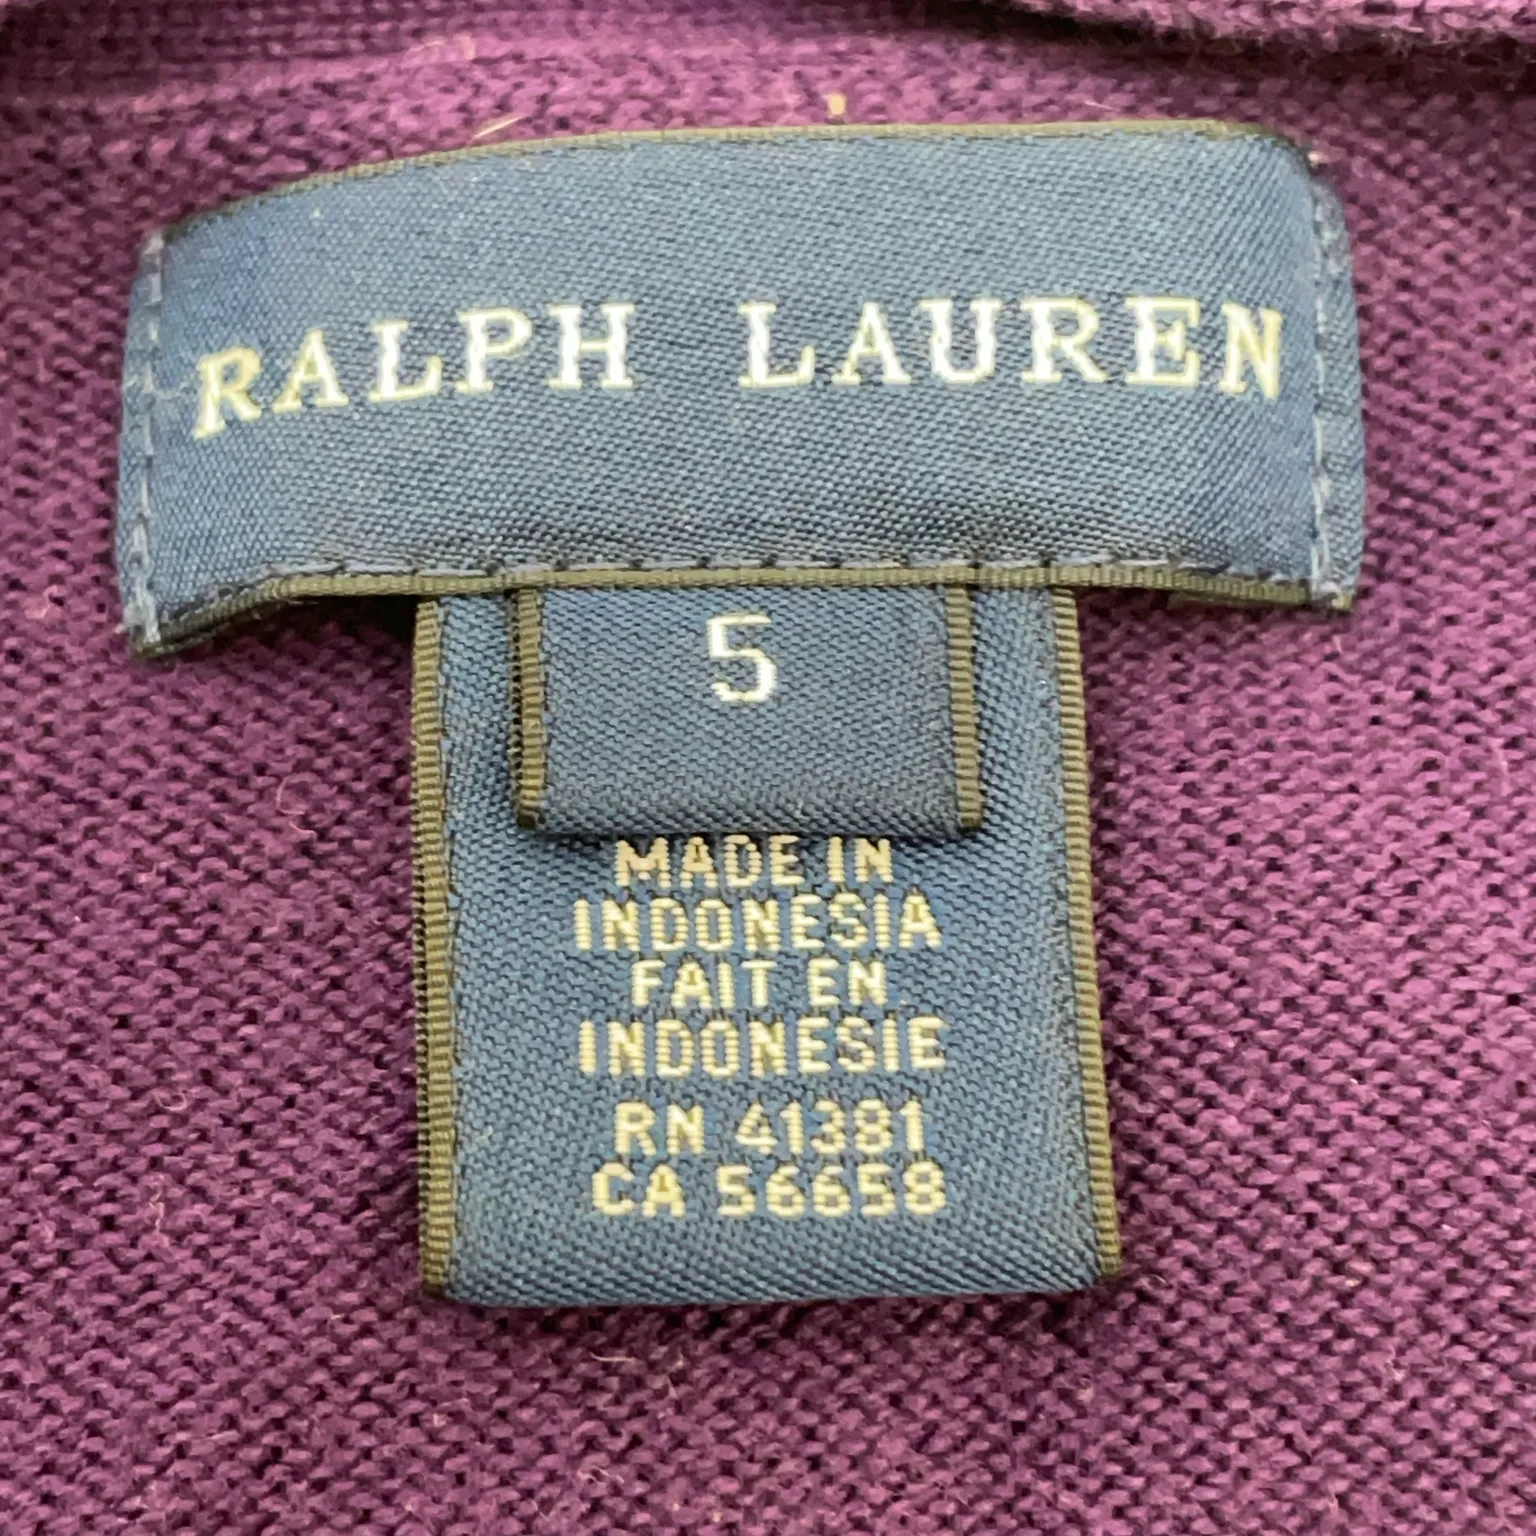 RALPH LAUREN
5
MADE IN
INDONESIA
FAIT EN
INDONESIE
RN 41381
CA 56658